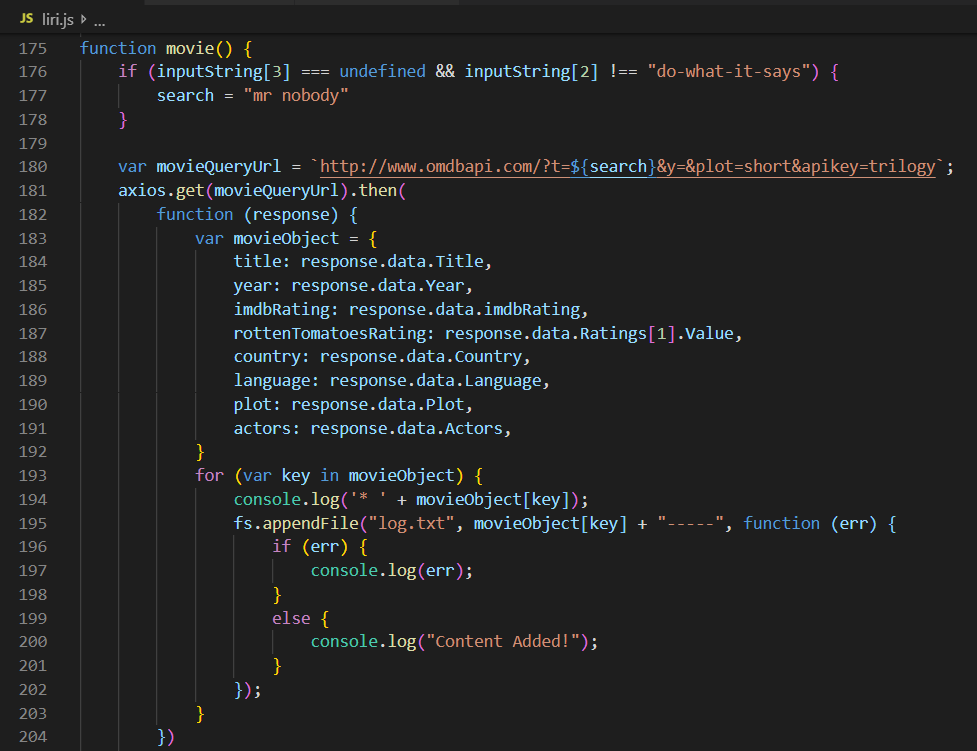 JS liri.js ▸ ...
175 function movie() {
176 if (inputString[3] === undefined && inputString[2] !== "do-what-it-says") {
177 search = "mr nobody"
178 }
179
180 var movieQueryUrl = `http://www.omdbapi.com/?t=${search}&y=&plot=short&apikey=trilogy`;
181 axios.get(movieQueryUrl).then(
182 function (response) {
183 var movieObject = {
184 title: response.data.Title,
185 year: response.data.Year,
186 imdbRating: response.data.imdbRating,
187 rottenTomatoesRating: response.data.Ratings[1].Value,
188 country: response.data.Country,
189 language: response.data.Language,
190 plot: response.data.Plot,
191 actors: response.data.Actors,
192 }
193 for (var key in movieObject) {
194 console.log('* ' + movieObject[key]);
195 fs.appendFile("log.txt", movieObject[key] + "-----", function (err) {
196 if (err) {
197 console.log(err);
198 }
199 else {
200 console.log("Content Added!");
201 }
202 });
203 }
204 })